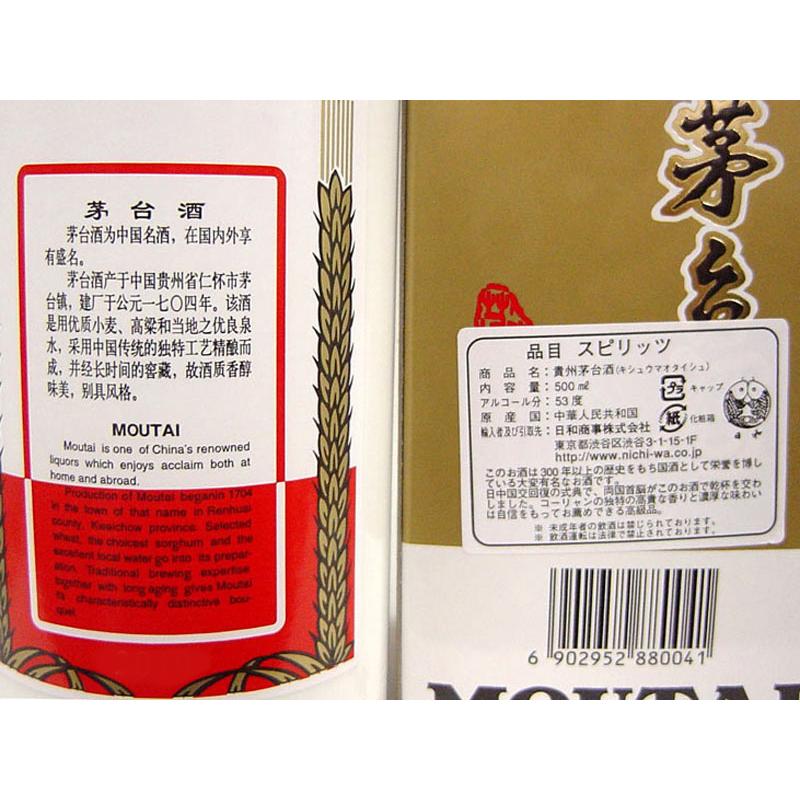 茅台酒
茅台酒为中国名酒，在国内外享
有盛名。
茅台酒产于中国贵州省仁怀市茅
台镇，建厂于公元一七〇四年。该酒
是用优质小麦、高粱和当地之优良泉
水，采用中国传统的独特工艺精酿而
成，并经长时间的窖藏，故酒质香醇
味美，别具风格。
MOUTAI
Moutai is one of China's renowned
liquors which enjoys acclaim both at
home and abroad.
Production of Moutai beganin 1704
in the town of that name in Renhuai
county, Kweichow province. Selected
wheat, the choicest sorghum and the
excellent local water go into its prepar-
ation. Traditional brewing expertise
together with long aging gives Moutai
its characteristically distinctive bou-
quet.
茅台
品目 スピリッツ
商品名：貴州茅台酒(キシュウマオタイシュ)
内容量：500㎖
アルコール分：53度
原産国：中華人民共和国
輸入者及び引取先：日和商事株式会社
東京都渋谷区渋谷3-1-15-1F
http://www.nichi-wa.co.jp
プラ キャップ
紙 化粧箱
日和
このお酒は300年以上の歴史をもち国酒として栄誉を博し
ている大変有名なお酒です。
日中国交回復の式典で、両国首脳がこのお酒で乾杯を交わ
しました。コーリャンの独特の高貴な香りと濃厚な味わい
は自信をもってお薦めできる高級品。
※ 未成年者の飲酒は禁じられております。
※ 飲酒運転は法律で禁止されております。
6 902952 880041
MOUTAI